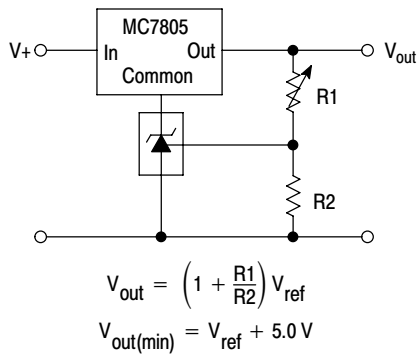 MC7805
V+ In Out Vout
Common
R1
R2
Vout = (1 + R1/R2) Vref
Vout(min) = Vref + 5.0 V